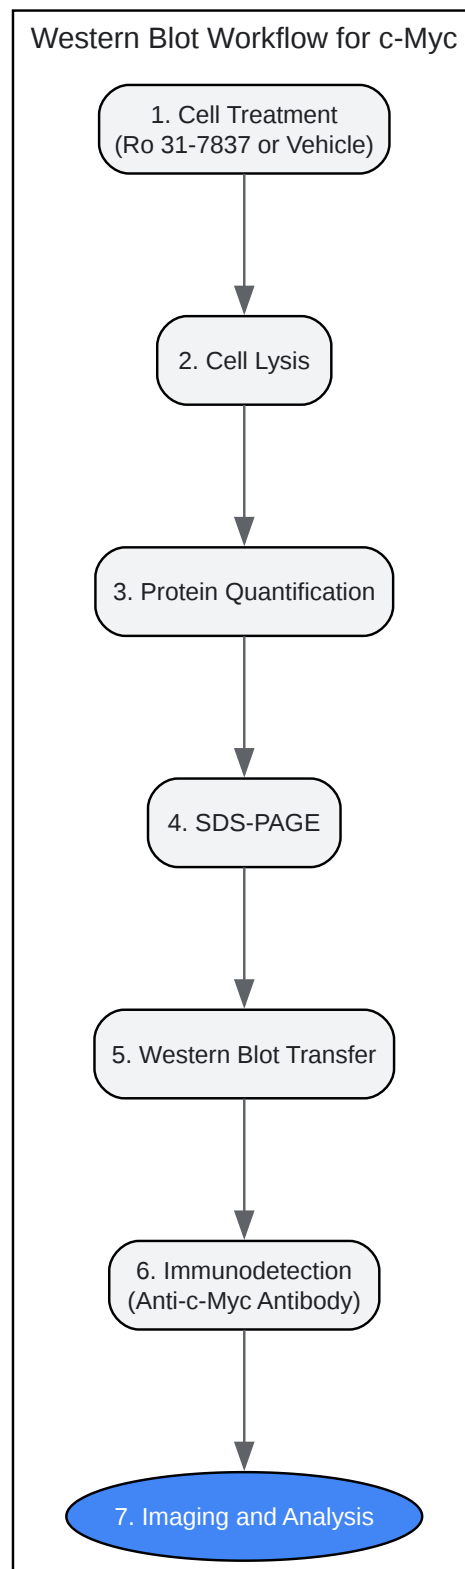 Western Blot Workflow for c-Myc
1. Cell Treatment
(Ro 31-7837 or Vehicle)
2. Cell Lysis
3. Protein Quantification
4. SDS-PAGE
5. Western Blot Transfer
6. Immunodetection
(Anti-c-Myc Antibody)
7. Imaging and Analysis